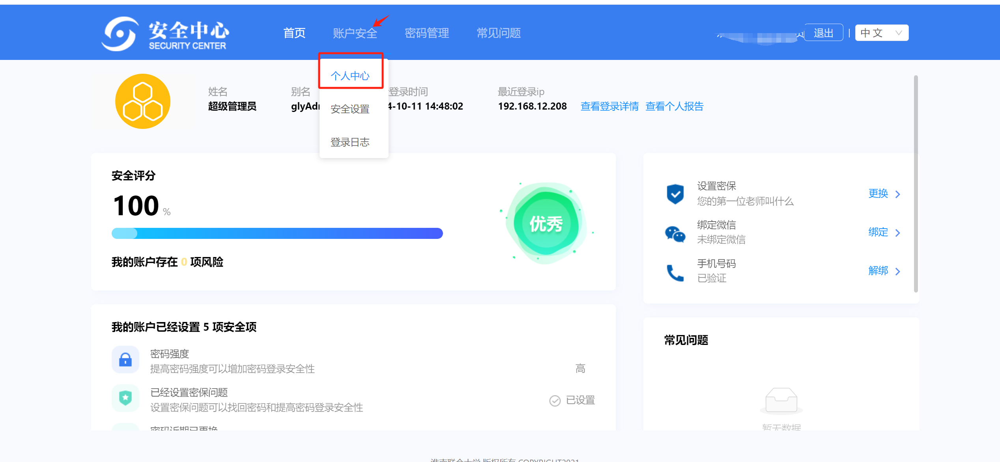 安全中心
SECURITY CENTER
首页 账户安全 密码管理 常见问题
退出 | 中文
个人中心
安全设置
登录日志
姓名
超级管理员
别名
glyAd
登录时间
4-10-11 14:48:02
最近登录ip
192.168.12.208
查看登录详情 查看个人报告
安全评分
100 %
我的账户存在 0 项风险
优秀
设置密保
您的第一位老师叫什么
更换
绑定微信
未绑定微信
绑定
手机号码
已验证
解绑
我的账户已经设置 5 项安全项
密码强度
提高密码强度可以增加密码登录安全性
高
已经设置密保问题
设置密保问题可以找回密码和提高密码登录安全性
已设置
密码近期已更换
常见问题
暂无数据
淮南联合大学 版权所有 COPYRIGHT2021